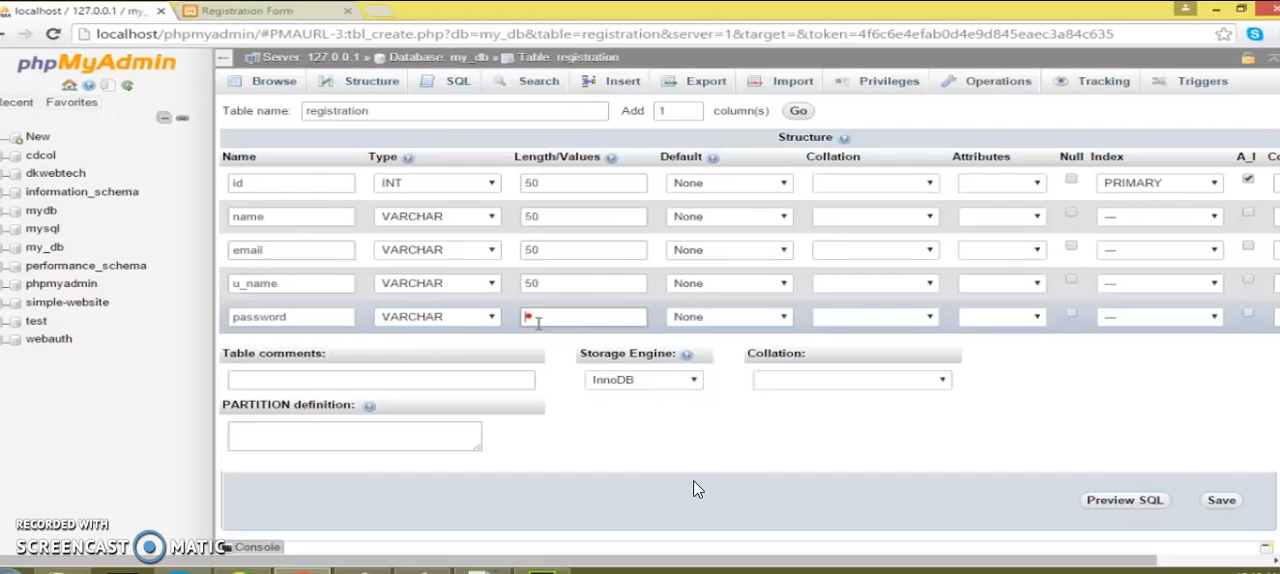 localhost / 127.0.0.1 / my_
Registration Form
localhost/phpmyadmin/#PMAURL-3:tbl_create.php?db=my_db&table=registration&server=1&target=&token=4f6c6e4efab0d4e9d845eaec3a84c635
phpMyAdmin
Server: 127.0.0.1 » Database: my_db » Table: registration
Browse Structure SQL Search Insert Export Import Privileges Operations Tracking Triggers
Recent Favorites
New
cdcol
dkwebtech
information_schema
mydb
mysql
my_db
performance_schema
phpmyadmin
simple-website
test
webauth
Table name: registration Add 1 column(s) Go
Structure
Name Type Length/Values Default Collation Attributes Null Index A_I Co
id INT 50 None PRIMARY
name VARCHAR 50 None ---
email VARCHAR 50 None ---
u_name VARCHAR 50 None ---
password VARCHAR None ---
Table comments: Storage Engine: Collation:
InnoDB
PARTITION definition:
Preview SQL Save
Console
RECORDED WITH
SCREENCAST MATIC